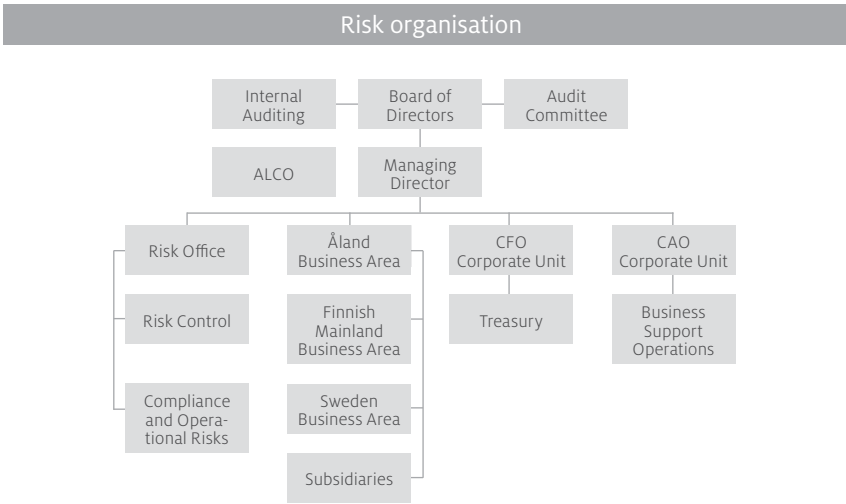 Risk organisation
Internal
Auditing
Board of
Directors
Audit
Committee
ALCO
Managing
Director
Risk Office
Åland
Business Area
CFO
Corporate Unit
CAO
Corporate Unit
Risk Control
Finnish
Mainland
Business Area
Treasury
Business
Support
Operations
Compliance
and Opera-
tional Risks
Sweden
Business Area
Subsidiaries